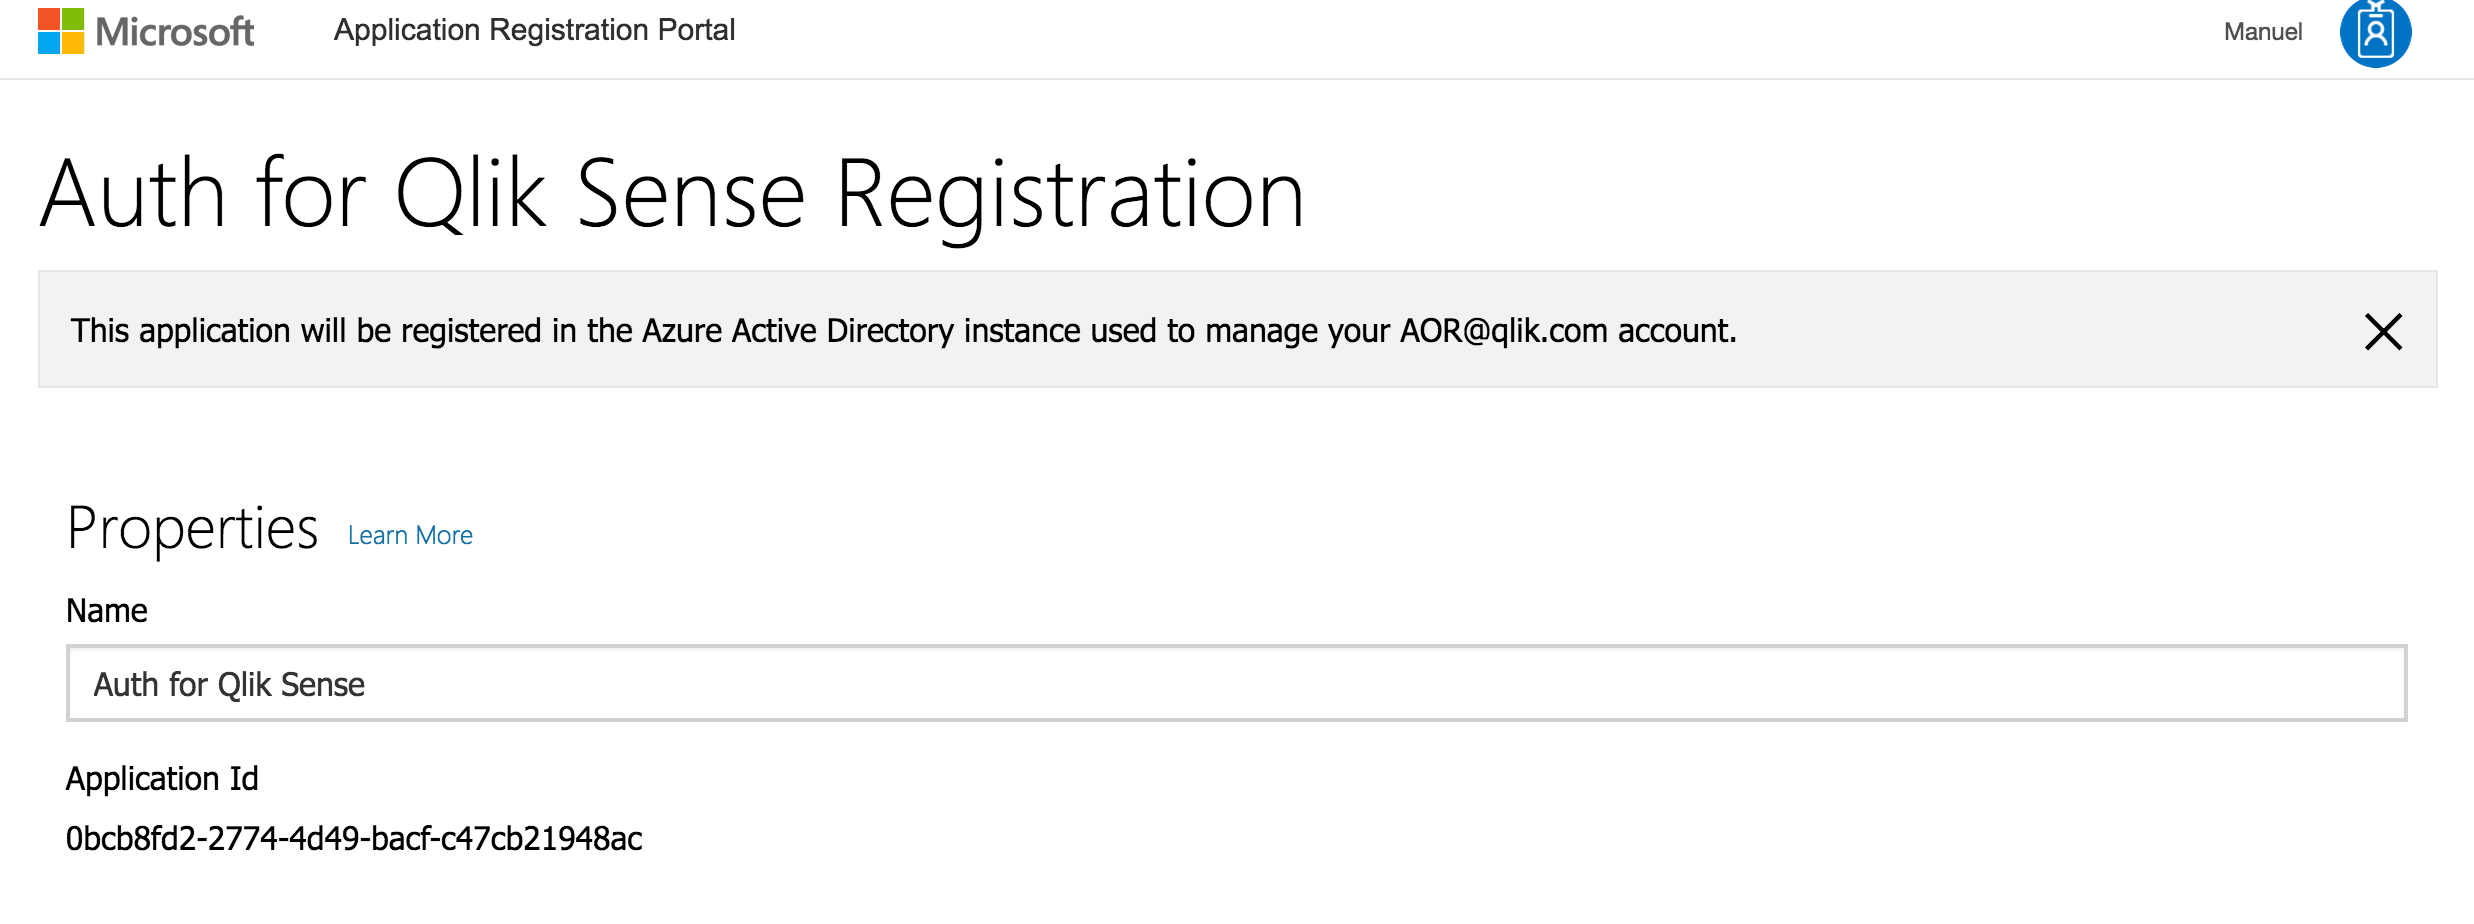 Microsoft Application Registration Portal Manuel
Auth for Qlik Sense Registration
This application will be registered in the Azure Active Directory instance used to manage your AOR@qlik.com account.
Properties Learn More
Name
Auth for Qlik Sense
Application Id
0bcb8fd2-2774-4d49-bacf-c47cb21948ac